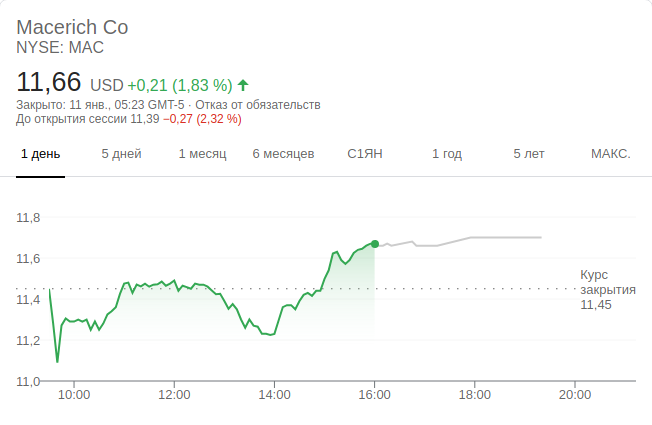 Macerich Co
NYSE: MAC
11,66 USD +0,21 (1,83 %)
Закрыто: 11 янв., 05:23 GMT-5 · Отказ от обязательств
До открытия сессии 11,39 −0,27 (2,32 %)
1 день 5 дней 1 месяц 6 месяцев С1ЯН 1 год 5 лет МАКС.
11,8
11,6
11,4
11,2
11,0
Курс
закрытия
11,45
10:00 12:00 14:00 16:00 18:00 20:00